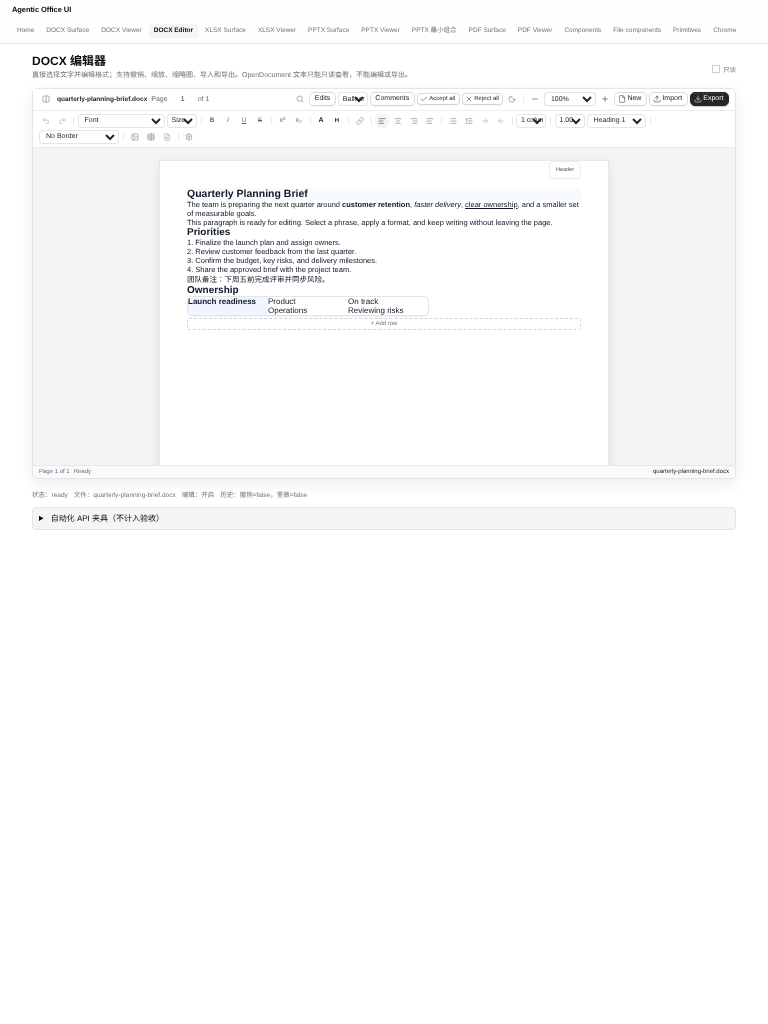 Agentic Office UI
Home DOCX Surface DOCX Viewer DOCX Editor XLSX Surface XLSX Viewer PPTX Surface PPTX Viewer PPTX 最小组合 PDF Surface PDF Viewer Components File components Primitives Chrome
DOCX 编辑器
直接选择文字并编辑格式；支持撤销、缩放、缩略图、导入和导出。OpenDocument 文本只能只读查看，不能编辑或导出。
只读
quarterly-planning-brief.docx Page 1 of 1 Edits Comments Accept all Reject all 100% New Import Export
Font Size B I U S x² x₂ A H 1 1.00 Heading 1
No Border
Header
Quarterly Planning Brief
The team is preparing the next quarter around customer retention, faster delivery, clear ownership, and a smaller set
of measurable goals.
This paragraph is ready for editing. Select a phrase, apply a format, and keep writing without leaving the page.
Priorities
1. Finalize the launch plan and assign owners.
2. Review customer feedback from the last quarter.
3. Confirm the budget, key risks, and delivery milestones.
4. Share the approved brief with the project team.
团队备注：下周五前完成评审并同步风险。
Ownership
Launch readiness Product On track
Operations Reviewing risks
+ Add row
Page 1 of 1 Ready quarterly-planning-brief.docx
状态: ready 文件: quarterly-planning-brief.docx 编辑: 开启 历史: 撤销=false，重做=false
自动化 API 夹具（不计入验收）